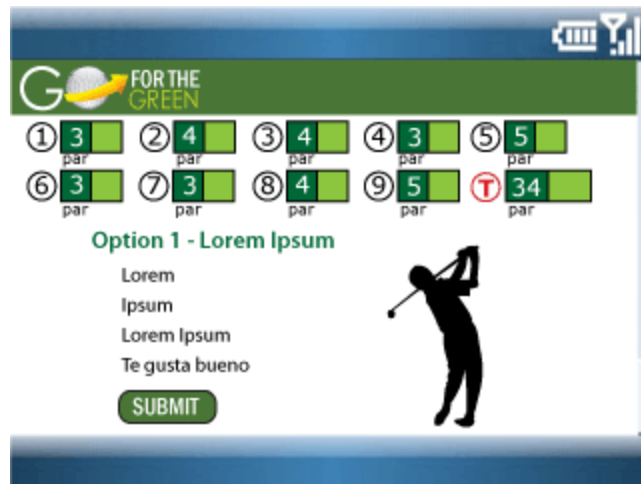 GO FOR THE
GREEN
1 3 2 4 3 4 4 3 5 5
par par par par par
6 3 7 3 8 4 9 5 T 34
par par par par par
Option 1 - Lorem Ipsum
Lorem
Ipsum
Lorem Ipsum
Te gusta bueno
SUBMIT